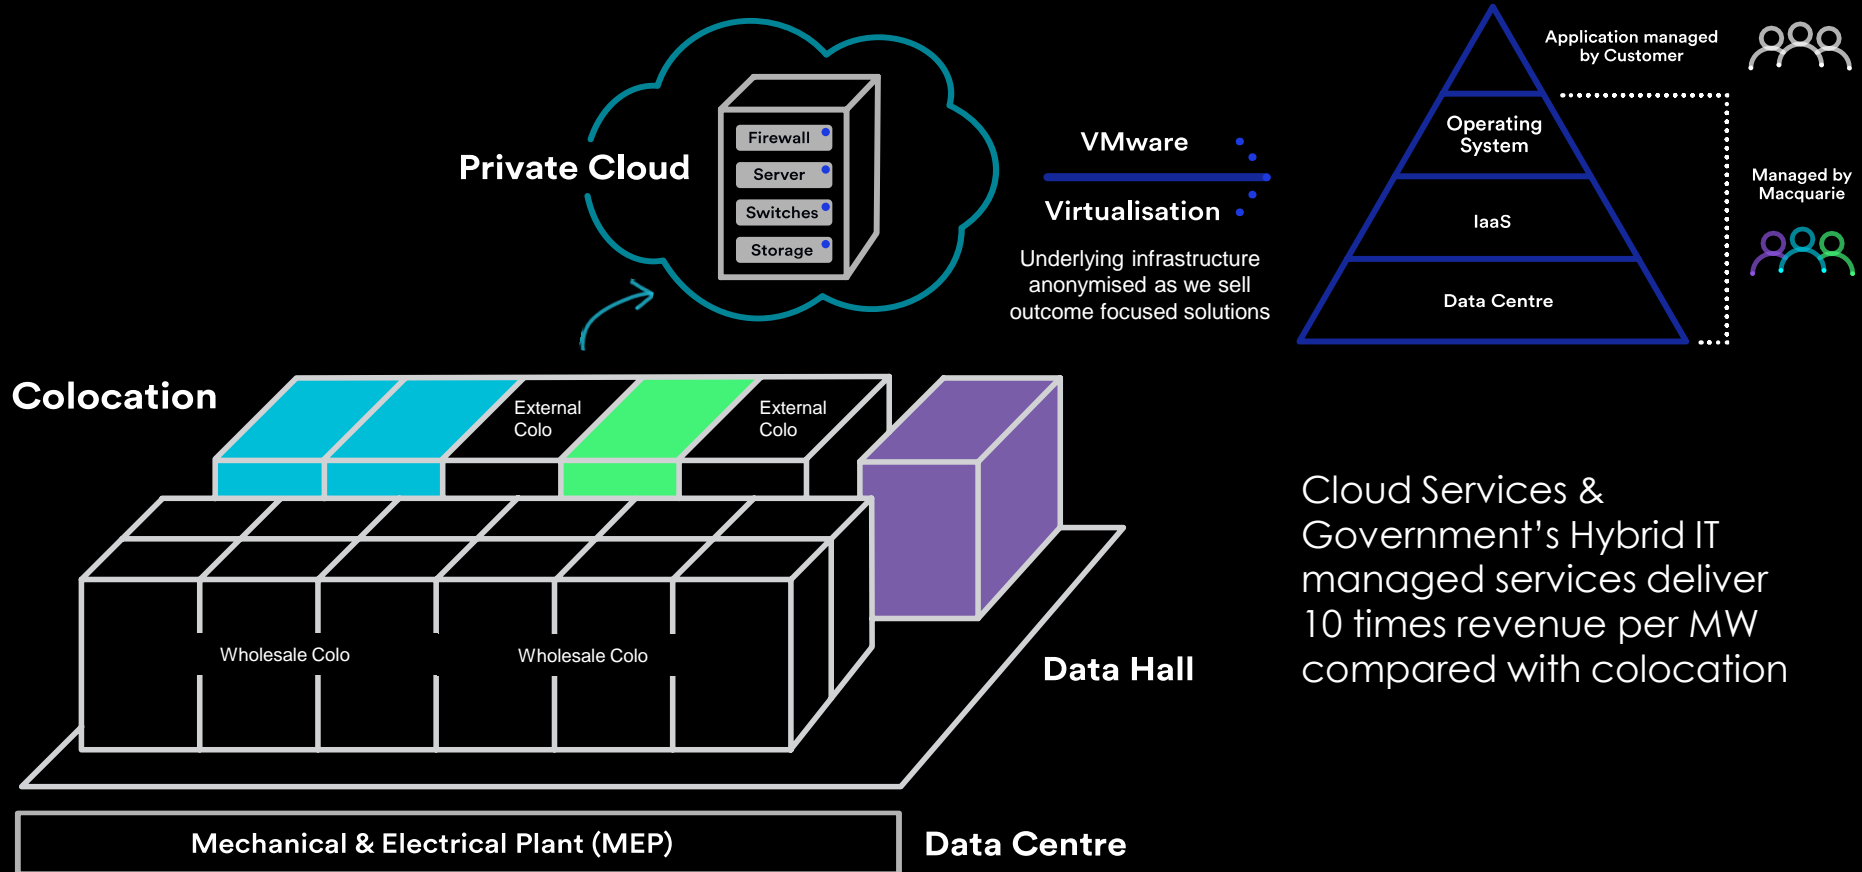 Private Cloud
Firewall
Server
Switches
Storage
VMware
Virtualisation
Underlying infrastructure
anonymised as we sell
outcome focused solutions
Application managed
by Customer
Operating
System
IaaS
Data Centre
Managed by
Macquarie
Colocation
External
Colo
External
Colo
Wholesale Colo
Wholesale Colo
Data Hall
Cloud Services &
Government’s Hybrid IT
managed services deliver
10 times revenue per MW
compared with colocation
Mechanical & Electrical Plant (MEP)
Data Centre